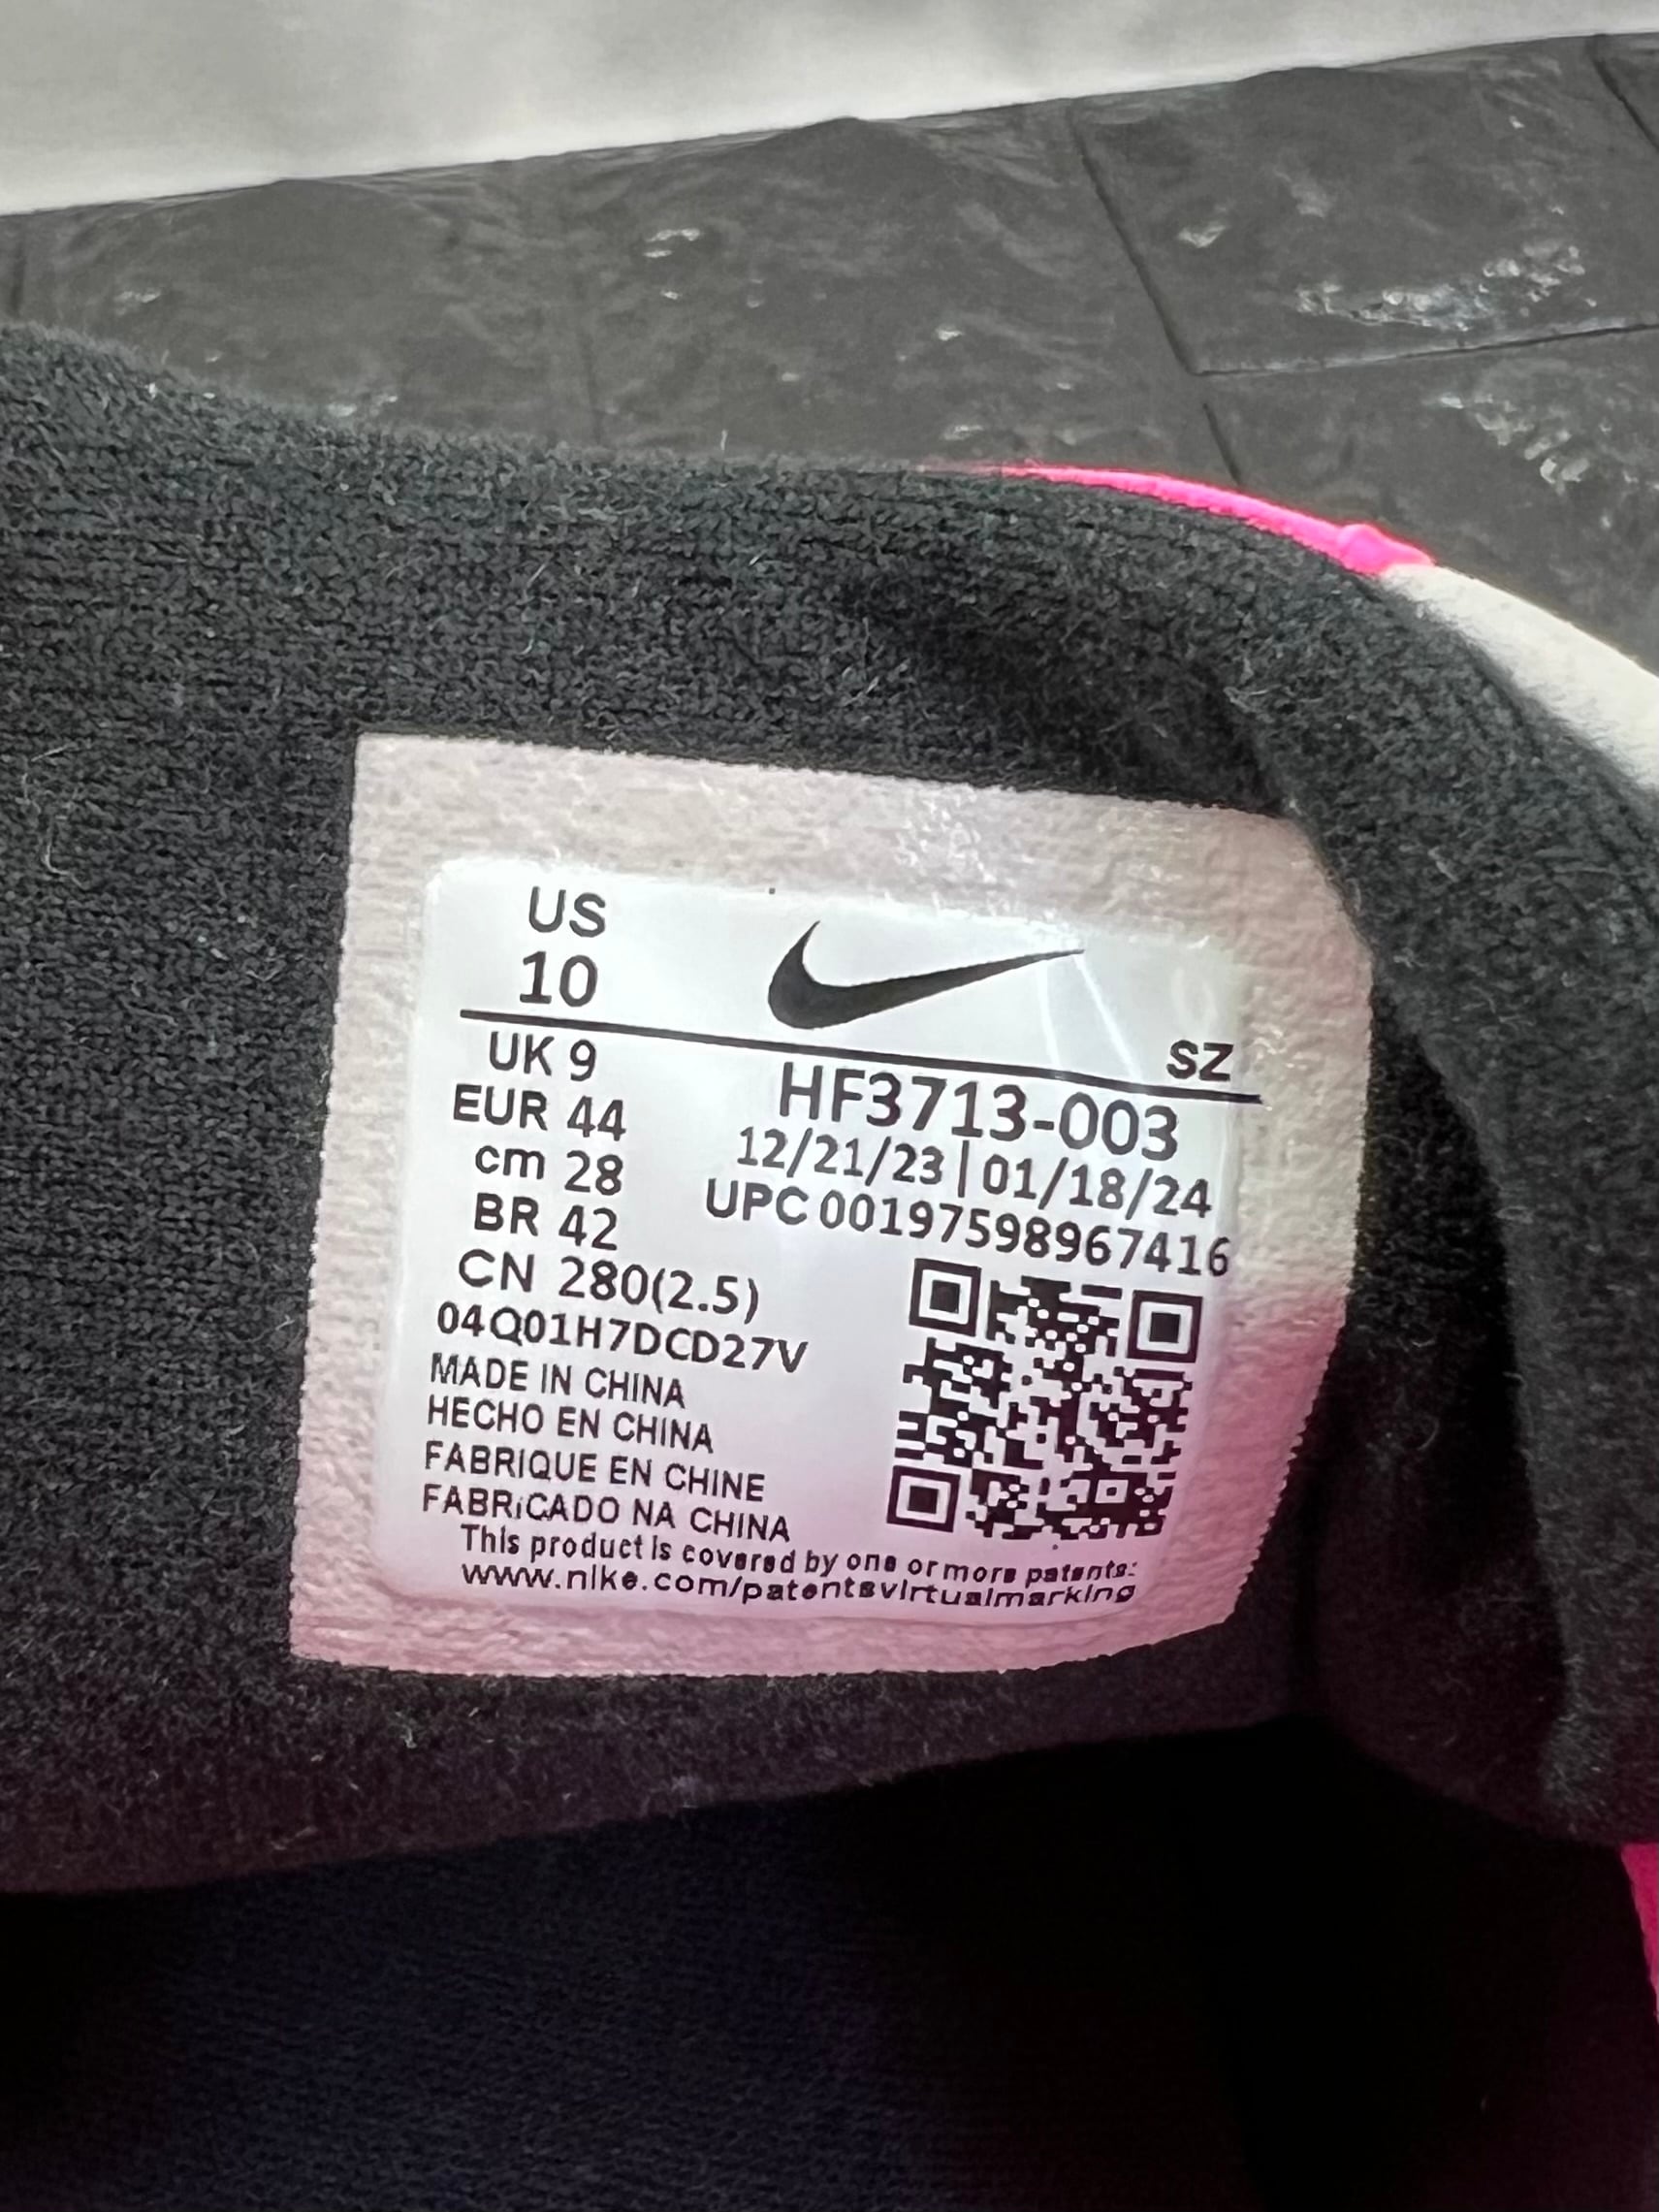 US
10
SZ
UK 9
EUR 44
cm 28
BR 42
CN 280(2.5)
HF3713-003
12/21/23 | 01/18/24
UPC 00197598967416
04Q01H7DCD27V
MADE IN CHINA
HECHO EN CHINA
FABRIQUE EN CHINE
FABRiCADO NA CHINA
This product is covered by one or more patents:
www.nike.com/patentsvirtualmarking